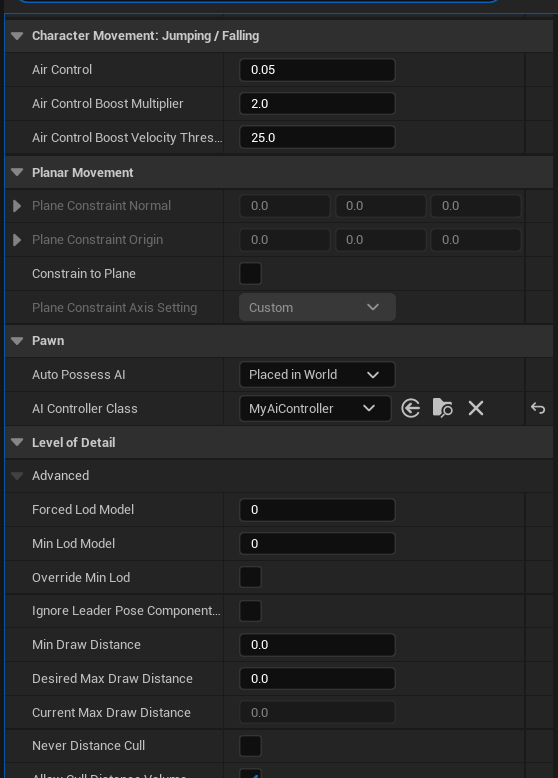 Character Movement: Jumping / Falling
Air Control 0.05
Air Control Boost Multiplier 2.0
Air Control Boost Velocity Thres... 25.0
Planar Movement
Plane Constraint Normal 0.0 0.0 0.0
Plane Constraint Origin 0.0 0.0 0.0
Constrain to Plane
Plane Constraint Axis Setting Custom
Pawn
Auto Possess AI Placed in World
AI Controller Class MyAiController
Level of Detail
Advanced
Forced Lod Model 0
Min Lod Model 0
Override Min Lod
Ignore Leader Pose Component...
Min Draw Distance 0.0
Desired Max Draw Distance 0.0
Current Max Draw Distance 0.0
Never Distance Cull
Allow Cull Distance Volume